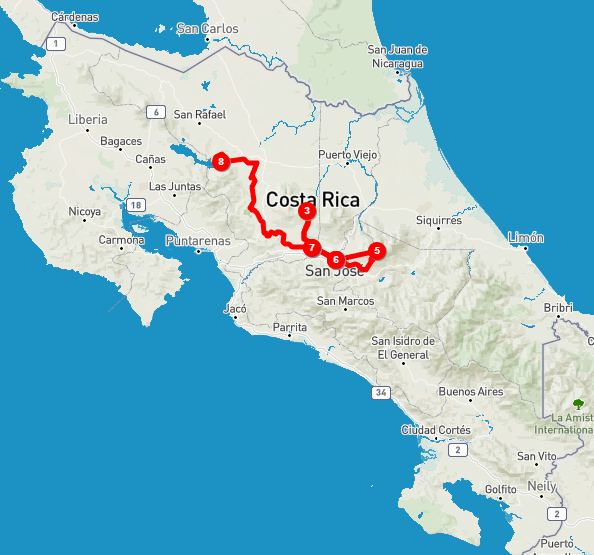 Cárdenas
San Carlos
1
San Juan de
Nicaragua
6
San Rafael
Liberia
Bagaces
Cañas
8
Puerto Viejo
Las Juntas
Costa Rica
18
3
Nicoya
Siquirres
Carmona
Puntarenas
7
5
Limón
6
San José
San Marcos
Jacó
Bribri
Parrita
San Isidro de
El General
C
34
Buenos Aires
La Amist
Internationa
Ciudad Cortés
2
San Vito
Neily
Golfito
2
Puerto